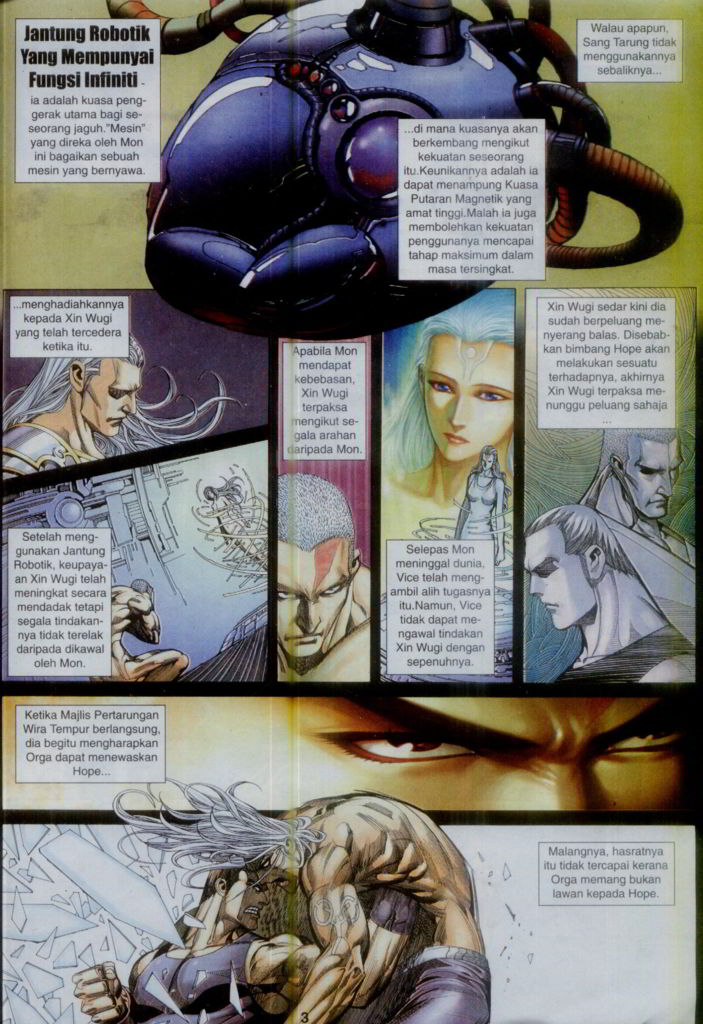 Jantung Robotik
Yang Mempunyai
Fungsi Infiniti -
ia adalah kuasa peng-
gerak utama bagi se-
seorang jaguh."Mesin"
yang direka oleh Mon
ini bagaikan sebuah
mesin yang bernyawa.
...di mana kuasanya akan
berkembang mengikut
kekuatan seseorang
itu.Keunikannya adalah ia
dapat menampung Kuasa
Putaran Magnetik yang
amat tinggi.Malah ia juga
membolehkan kekuatan
penggunanya mencapai
tahap maksimum dalam
masa tersingkat.
Walau apapun,
Sang Tarung tidak
menggunakannya
sebaliknya...
...menghadiahkannya
kepada Xin Wugi
yang telah tercedera
ketika itu.
Setelah meng-
gunakan Jantung
Robotik, keupaya-
an Xin Wugi telah
meningkat secara
mendadak tetapi
segala tindakan-
nya tidak terelak
daripada dikawal
oleh Mon.
Apabila Mon
mendapat
kebebasan,
Xin Wugi
terpaksa
mengikut se-
gala arahan
daripada Mon.
Selepas Mon
meninggal dunia,
Vice telah meng-
ambil alih tugasnya
itu.Namun, Vice
tidak dapat me-
ngawal tindakan
Xin Wugi dengan
sepenuhnya.
Xin Wugi sedar kini dia
sudah berpeluang me-
nyerang balas. Disebab-
kan bimbang Hope akan
melakukan sesuatu
terhadapnya, akhirnya
Xin Wugi terpaksa me-
nunggu peluang sahaja
...
Ketika Majlis Pertarungan
Wira Tempur berlangsung,
dia begitu mengharapkan
Orga dapat menewaskan
Hope...
Malangnya, hasratnya
itu tidak tercapai kerana
Orga memang bukan
lawan kepada Hope.
3